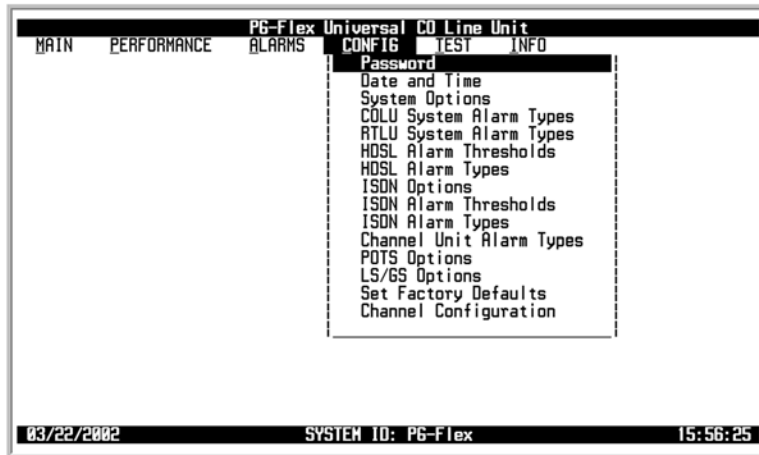 PG-Flex Universal CO Line Unit
MAIN PERFORMANCE ALARMS CONFIG TEST INFO
Password
Date and Time
System Options
COLU System Alarm Types
RTLU System Alarm Types
HDSL Alarm Thresholds
HDSL Alarm Types
ISDN Options
ISDN Alarm Thresholds
ISDN Alarm Types
Channel Unit Alarm Types
POTS Options
LS/GS Options
Set Factory Defaults
Channel Configuration
03/22/2002 SYSTEM ID: PG-Flex 15:56:25